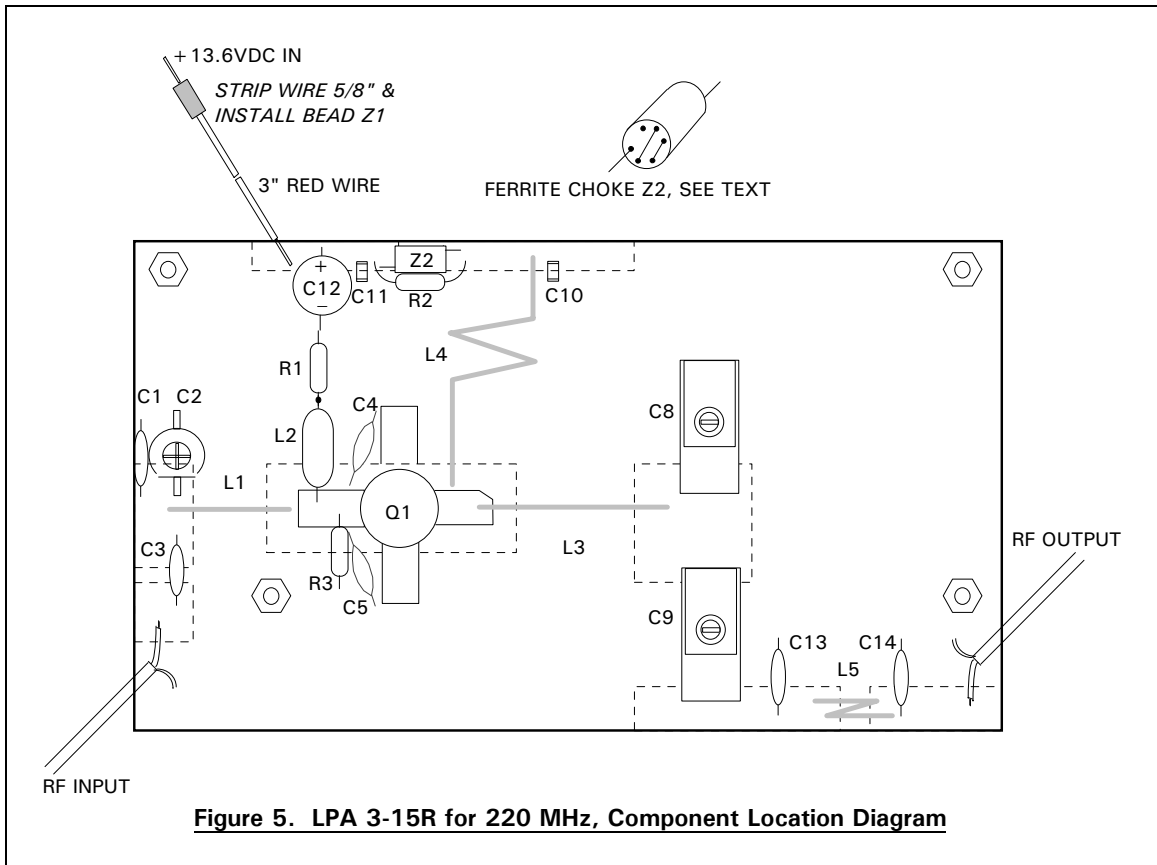 +13.6VDC IN
STRIP WIRE 5/8" &
INSTALL BEAD Z1
3" RED WIRE
FERRITE CHOKE Z2, SEE TEXT
+
C12
−
C11
Z2
R2
C10
R1
L4
C1 C2
C4
C8
L2
L1
Q1
L3
C3
R3
C5
RF OUTPUT
C9
C13
L5
C14
RF INPUT
Figure 5. LPA 3-15R for 220 MHz, Component Location Diagram